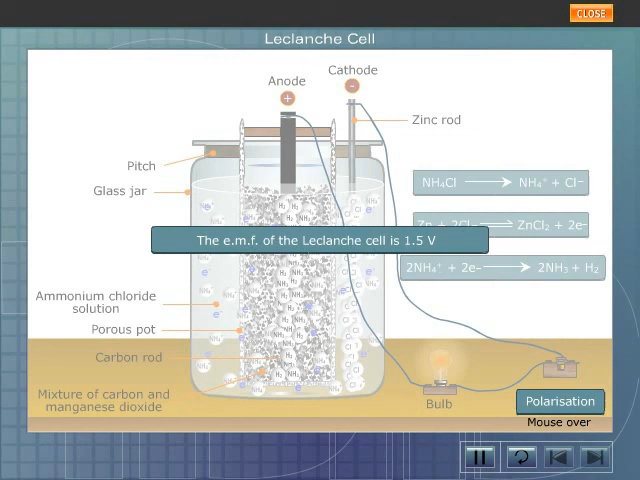 CLOSE
Leclanche Cell
Anode
Cathode
+
-
Zinc rod
Pitch
Glass jar
NH₄Cl ⟶ NH₄⁺ + Cl⁻
Zn + 2Cl⁻ ⇌ ZnCl₂ + 2e⁻
The e.m.f. of the Leclanche cell is 1.5 V
2NH₄⁺ + 2e⁻ ⟶ 2NH₃ + H₂
Ammonium chloride
solution
Porous pot
Carbon rod
Mixture of carbon and
manganese dioxide
Bulb
Polarisation
Mouse over